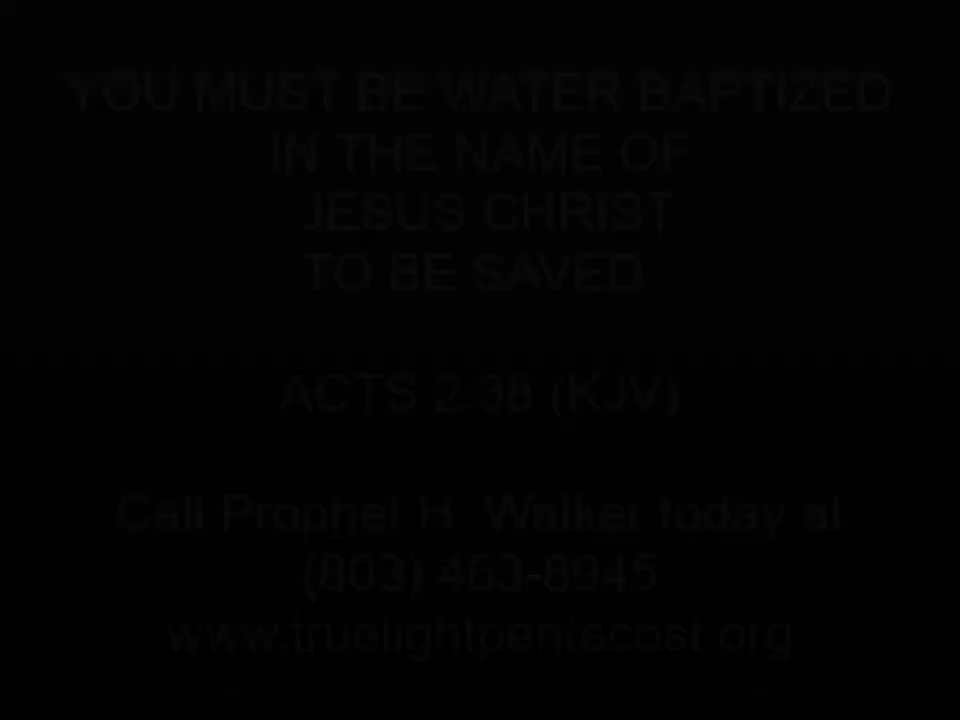 YOU MUST BE WATER BAPTIZED
IN THE NAME OF
JESUS CHRIST
TO BE SAVED
ACTS 2:38 (KJV)
Call Prophet H. Walker today at
(803) 463-8945
www.truelightpentecost.org